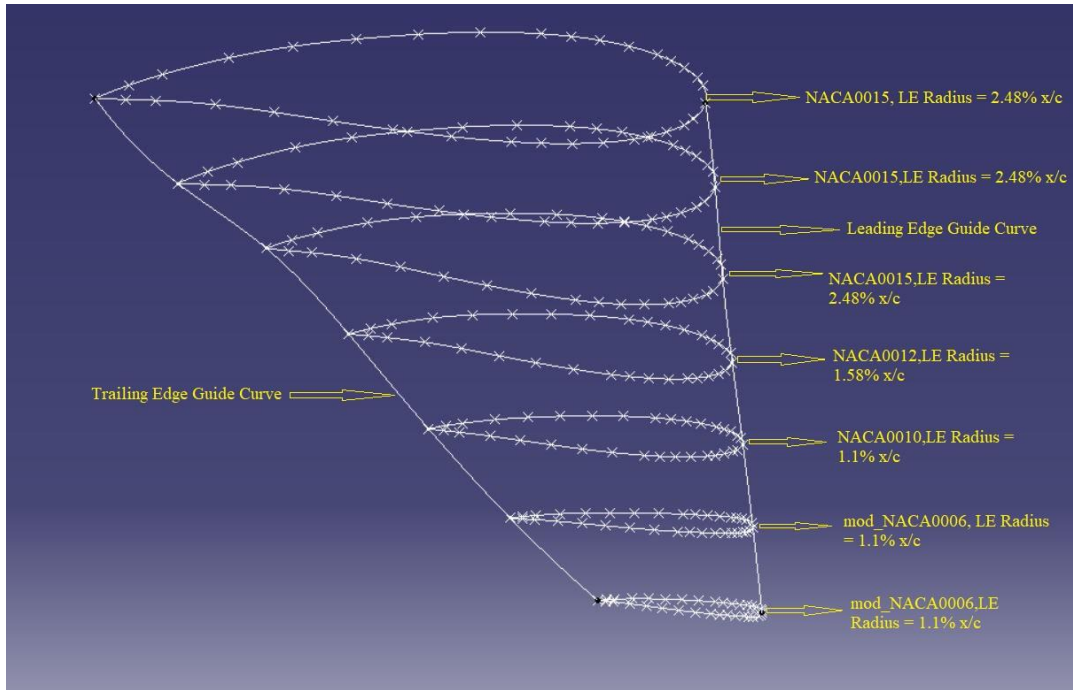 NACA0015, LE Radius = 2.48% x/c
NACA0015,LE Radius = 2.48% x/c
Leading Edge Guide Curve
NACA0015,LE Radius =
2.48% x/c
NACA0012,LE Radius =
1.58% x/c
Trailing Edge Guide Curve
NACA0010,LE Radius =
1.1% x/c
mod_NACA0006, LE Radius
= 1.1% x/c
mod_NACA0006,LE
Radius = 1.1% x/c